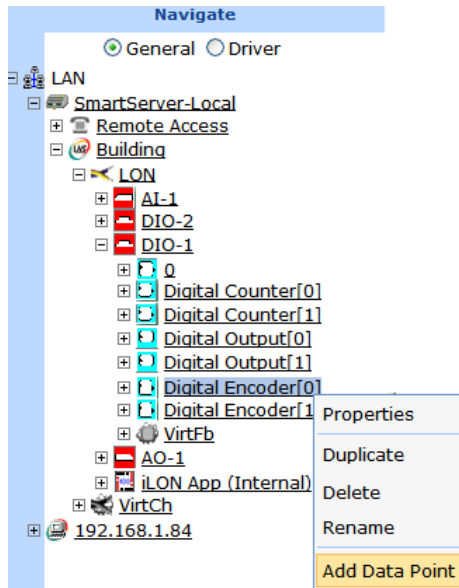 Navigate
General Driver
LAN
SmartServer-Local
Remote Access
Building
LON
AI-1
DIO-2
DIO-1
0
Digital Counter[0]
Digital Counter[1]
Digital Output[0]
Digital Output[1]
Digital Encoder[0]
Digital Encoder[1
Properties
Duplicate
Delete
Rename
Add Data Point
VirtFb
AO-1
iLON App (Internal)
VirtCh
192.168.1.84